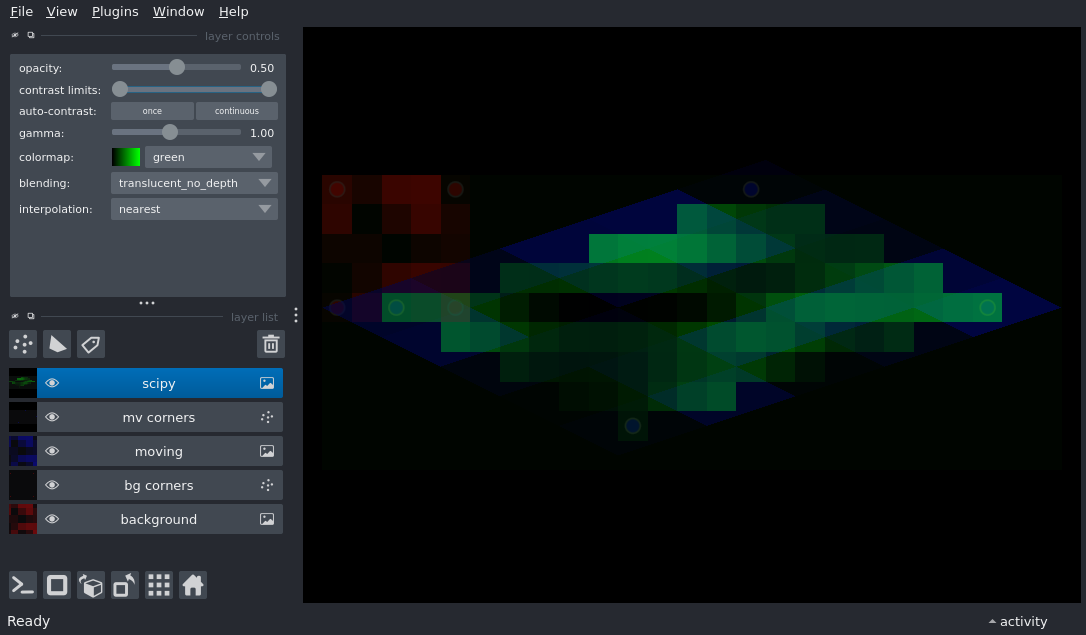 File View Plugins Window Help
layer controls
opacity: 0.50
contrast limits:
auto-contrast: once continuous
gamma: 1.00
colormap: green
blending: translucent_no_depth
interpolation: nearest
layer list
scipy
mv corners
moving
bg corners
background
Ready activity